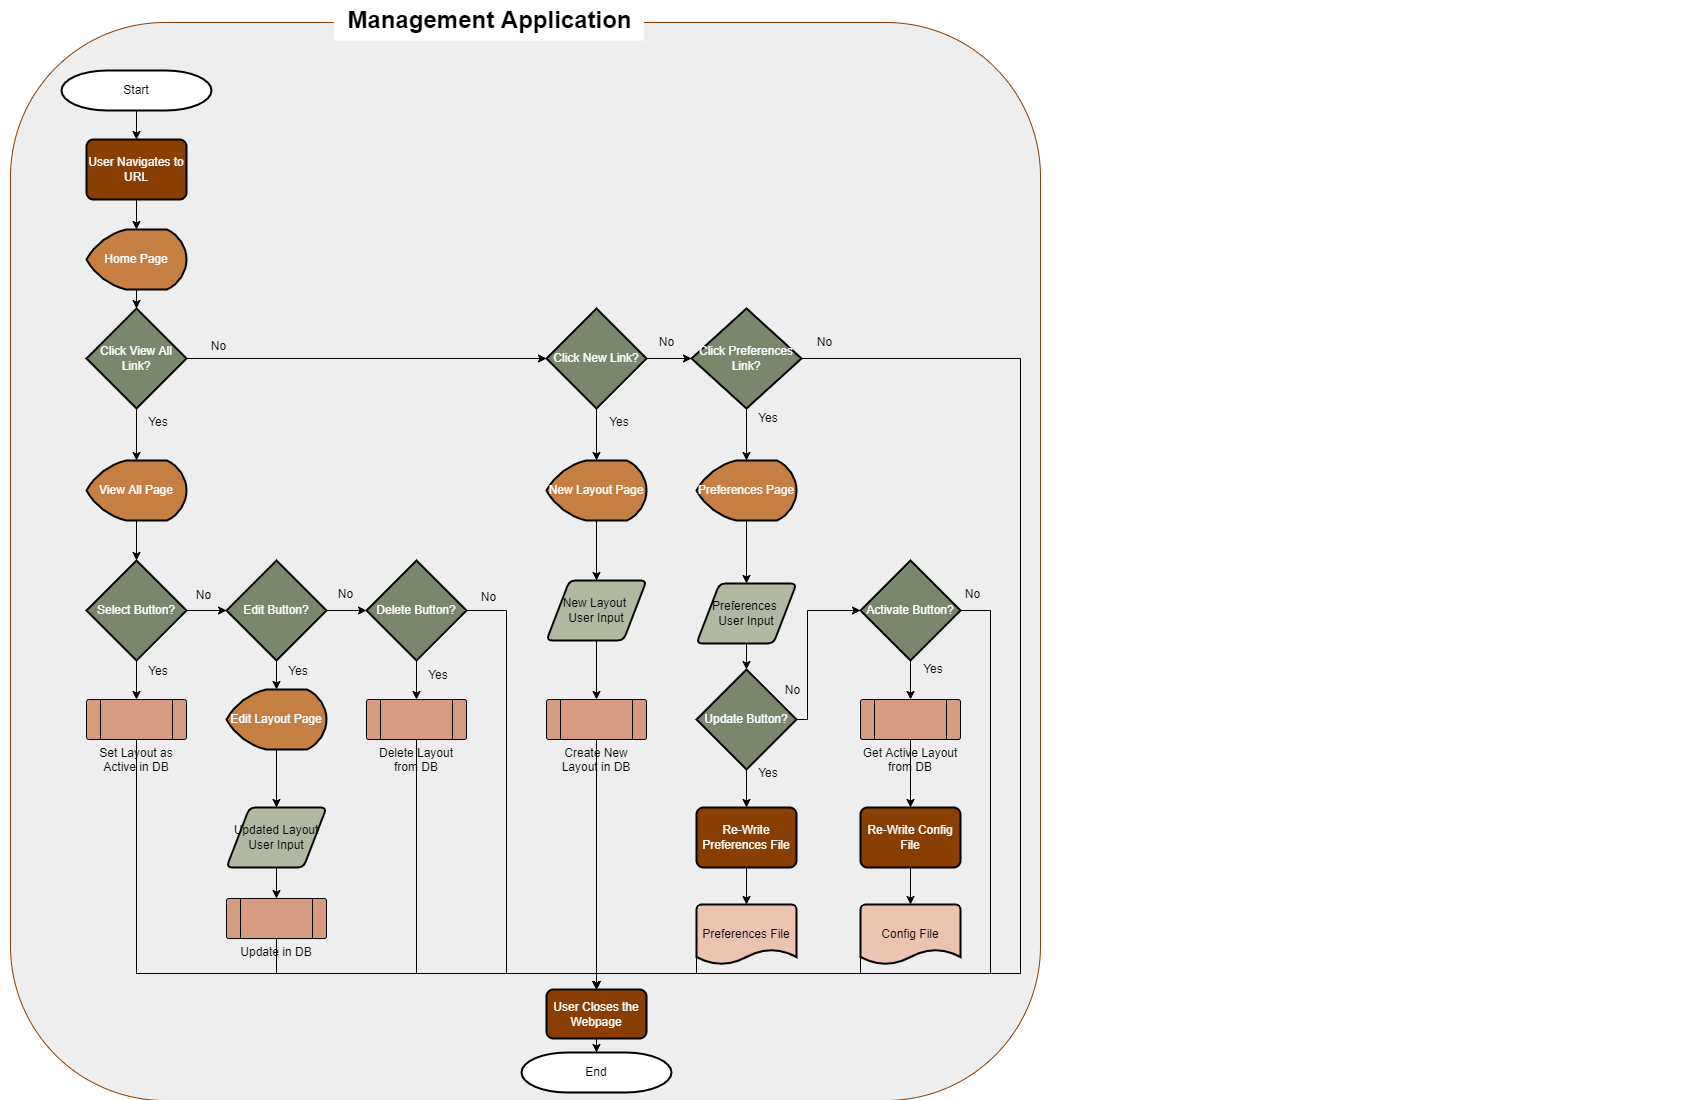 Management Application
Start
User Navigates to
URL
Home Page
Click View All
Link?
No
Click New Link?
No
Click Preferences
Link?
No
Yes
Yes
Yes
View All Page
New Layout Page
Preferences Page
Select Button?
No
Edit Button?
No
Delete Button?
No
New Layout
User Input
Preferences
User Input
Activate Button?
No
Yes
Yes
Yes
Yes
Set Layout as
Active in DB
Edit Layout Page
Delete Layout
from DB
Create New
Layout in DB
Update Button?
No
Get Active Layout
from DB
Yes
Updated Layout
User Input
Re-Write
Preferences File
Re-Write Config
File
Update in DB
Preferences File
Config File
User Closes the
Webpage
End